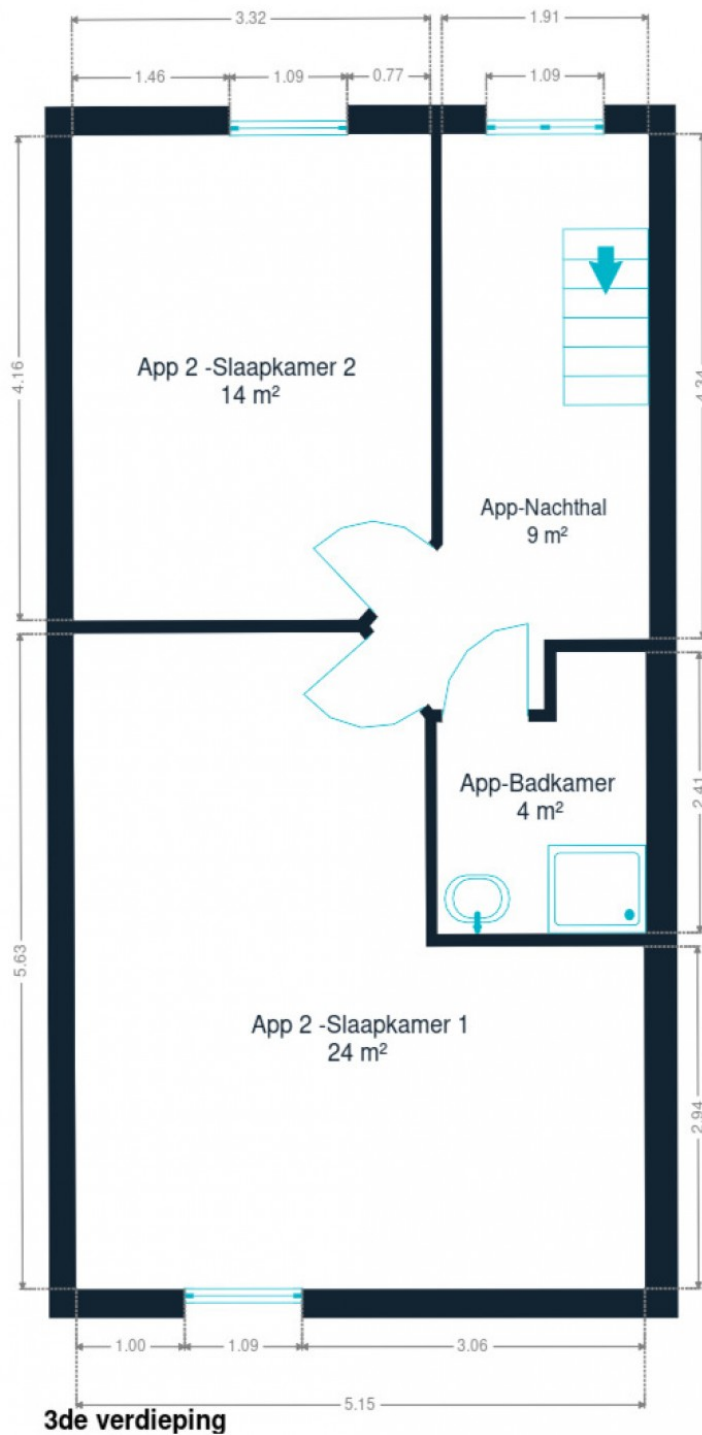 3.32
1.91
1.46
1.09
0.77
1.09
4.16
4.34
App 2 -Slaapkamer 2
14 m²
App-Nachthal
9 m²
App-Badkamer
4 m²
2.41
5.63
App 2 -Slaapkamer 1
24 m²
2.94
1.00
1.09
3.06
5.15
3de verdieping